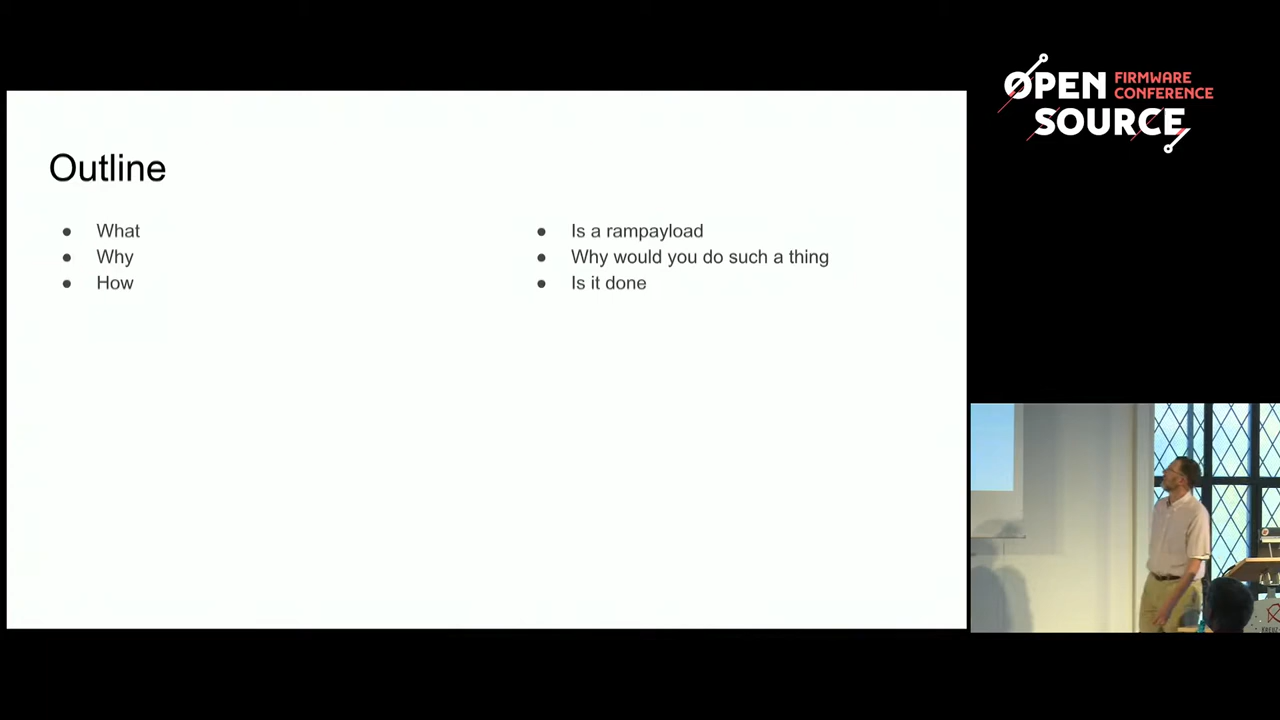 OPEN FIRMWARE
CONFERENCE
SOURCE
Outline
● What
● Why
● How
● Is a rampayload
● Why would you do such a thing
● Is it done